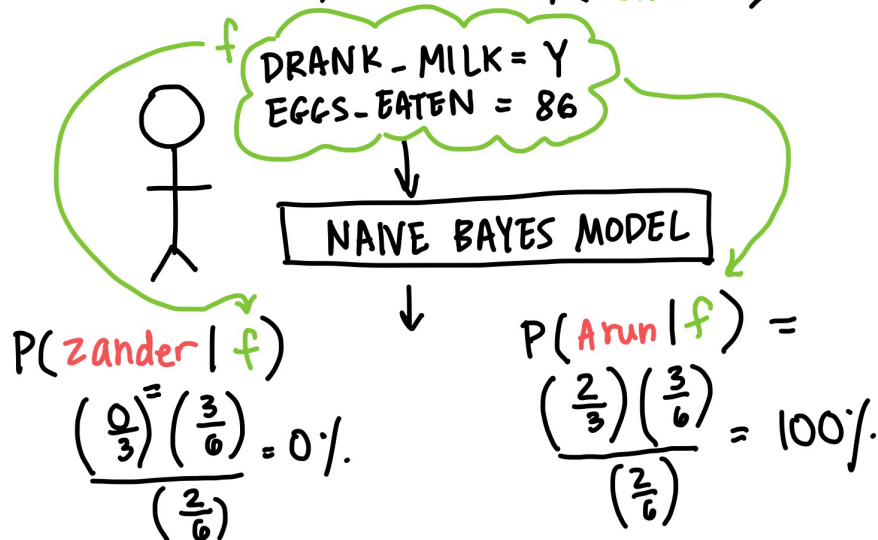 f
DRANK_MILK = Y
EGGS_EATEN = 86
NAIVE BAYES MODEL
P(zander | f)
=
(0/3)(3/6)
/(2/6) = 0%.
P(Arun | f) =
(2/3)(3/6)
/(2/6) = 100%.